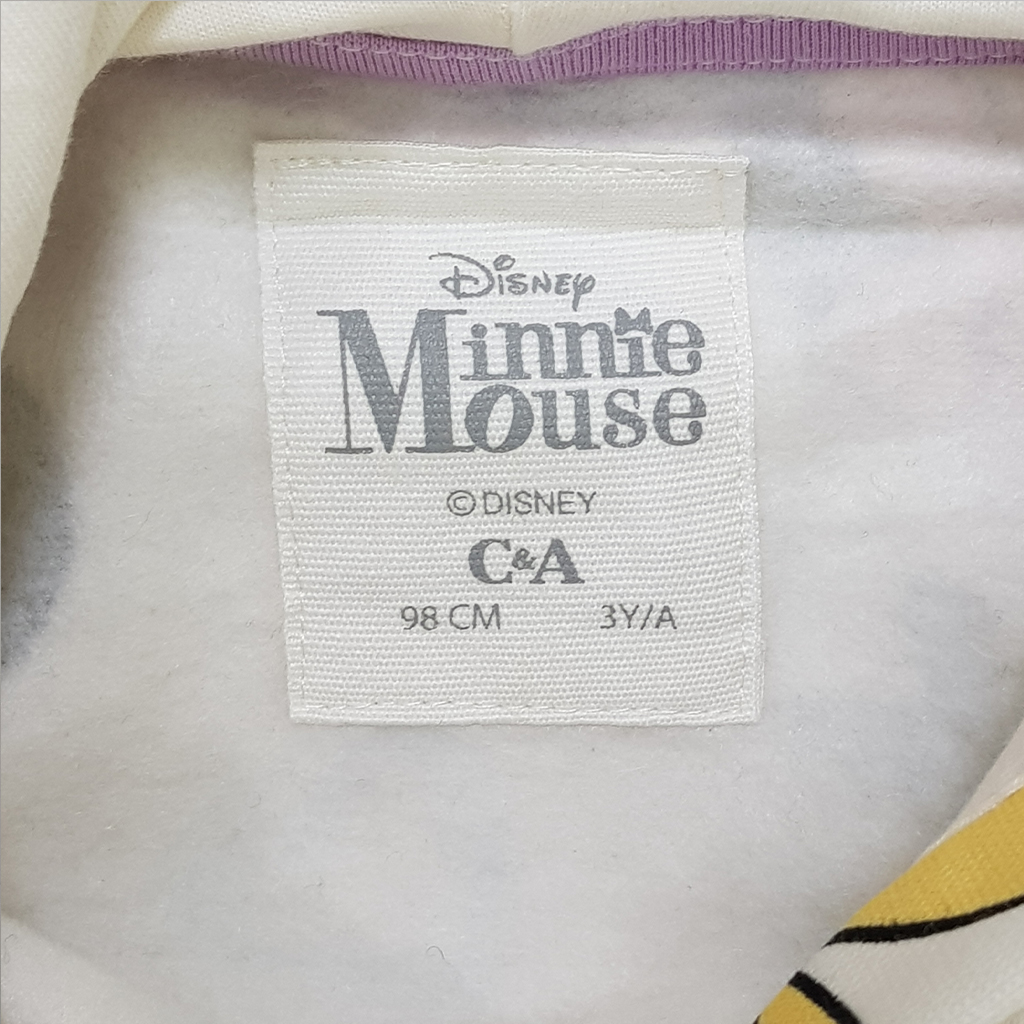 Disney
Minnie
Mouse
© DISNEY
C&A
98 CM 3Y/A